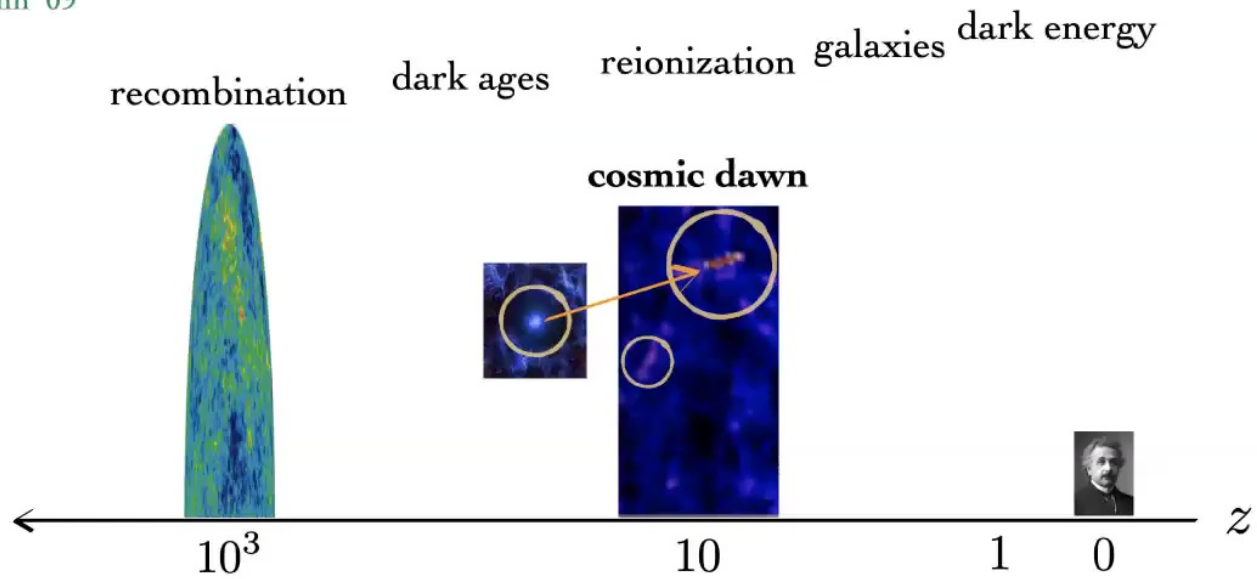 dark energy
galaxies
reionization
dark ages
recombination
cosmic dawn
z
10³ 10 1 0